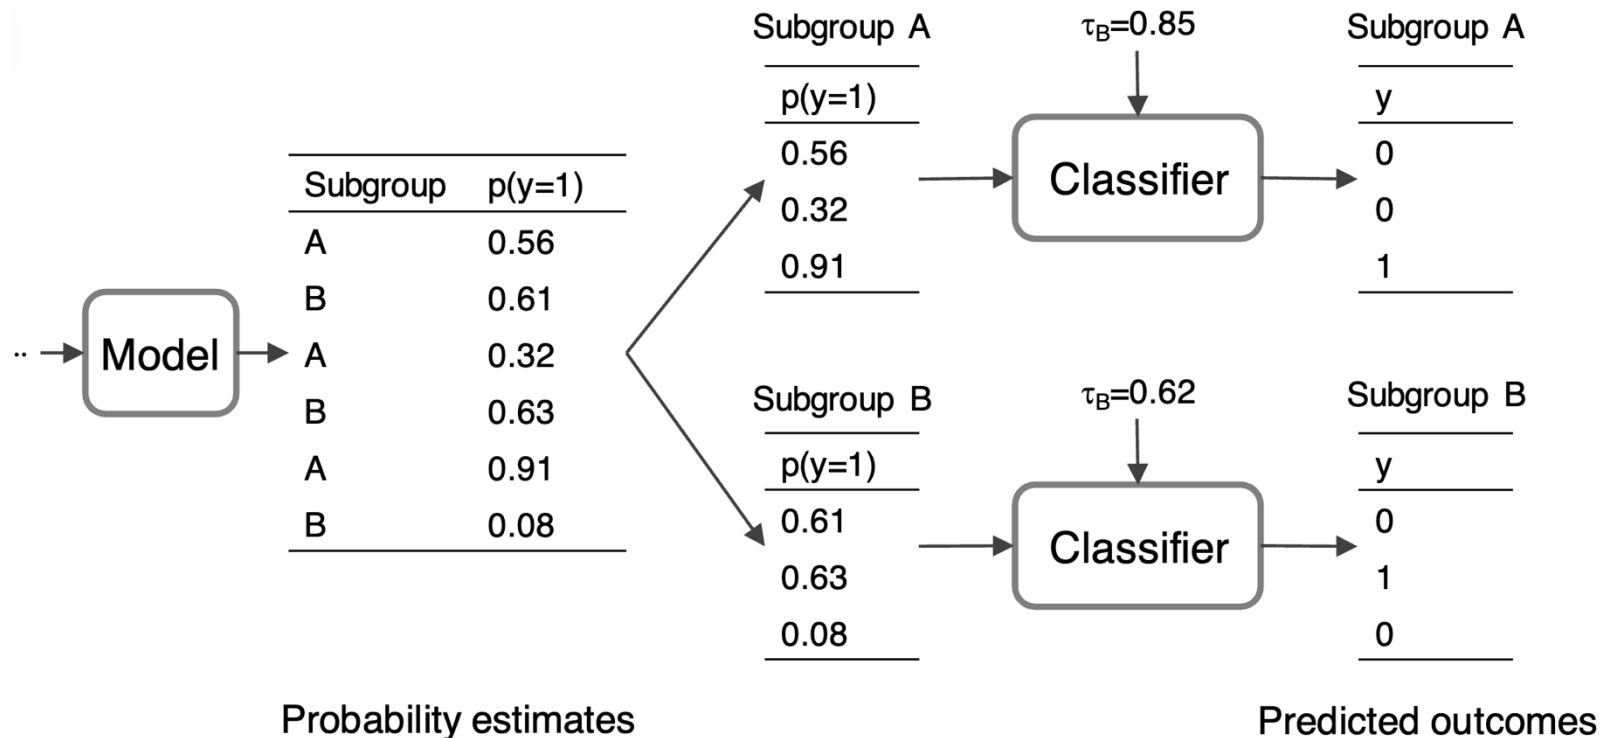 ..
Model
Subgroup p(y=1)
A 0.56
B 0.61
A 0.32
B 0.63
A 0.91
B 0.08
Probability estimates
Subgroup A
p(y=1)
0.56
0.32
0.91
τB=0.85
Classifier
Subgroup A
y
0
0
1
Subgroup B
p(y=1)
0.61
0.63
0.08
τB=0.62
Classifier
Subgroup B
y
0
1
0
Predicted outcomes